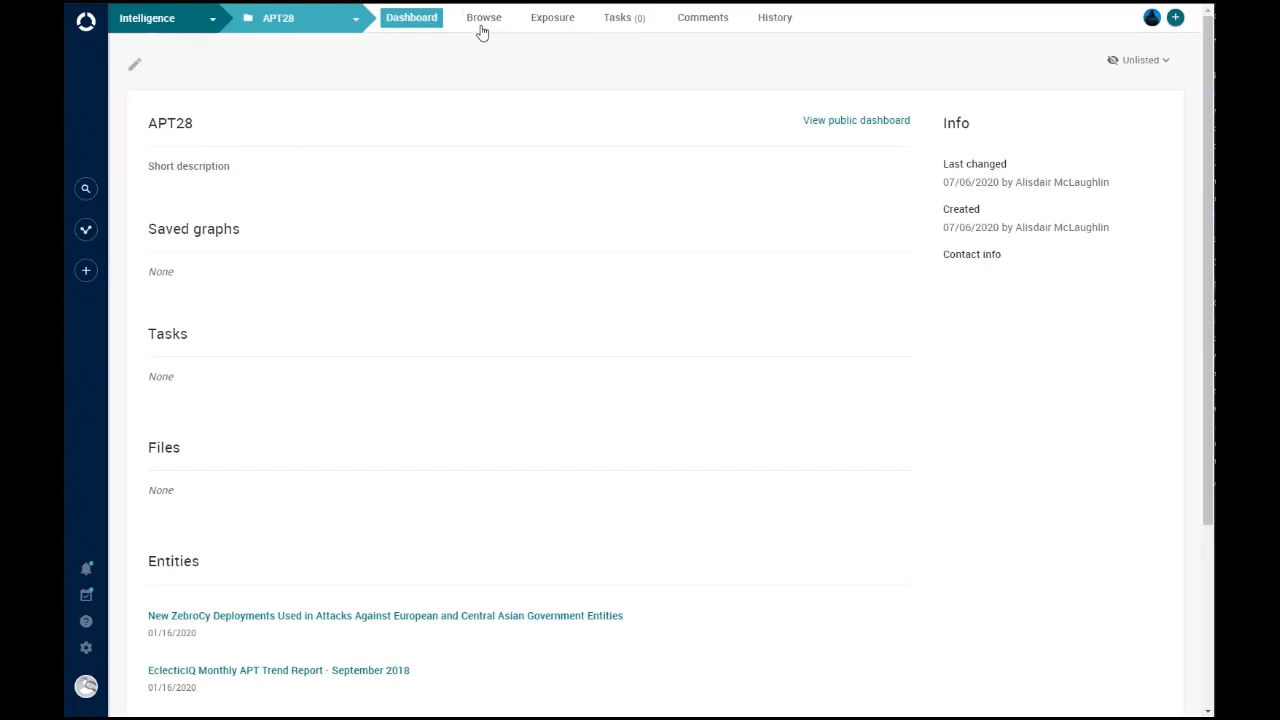 Intelligence
APT28
Dashboard
Browse
Exposure
Tasks (0)
Comments
History
Unlisted
APT28
View public dashboard
Short description
Saved graphs
None
Tasks
None
Files
None
Entities
New ZebroCy Deployments Used in Attacks Against European and Central Asian Government Entities
01/16/2020
EclecticIQ Monthly APT Trend Report - September 2018
01/16/2020
Info
Last changed
07/06/2020 by Alisdair McLaughlin
Created
07/06/2020 by Alisdair McLaughlin
Contact info